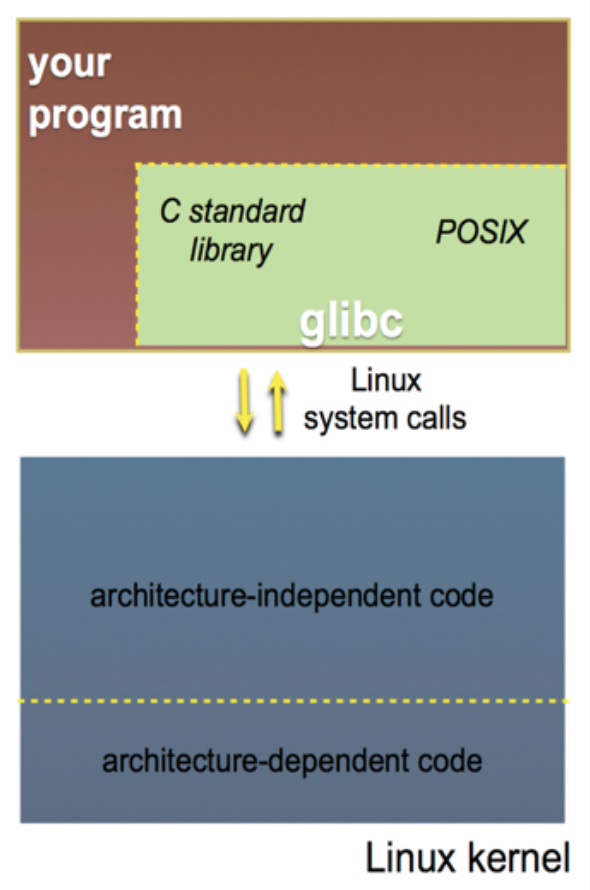 your
program
C standard
library
POSIX
glibc
Linux
system calls
architecture-independent code
architecture-dependent code
Linux kernel